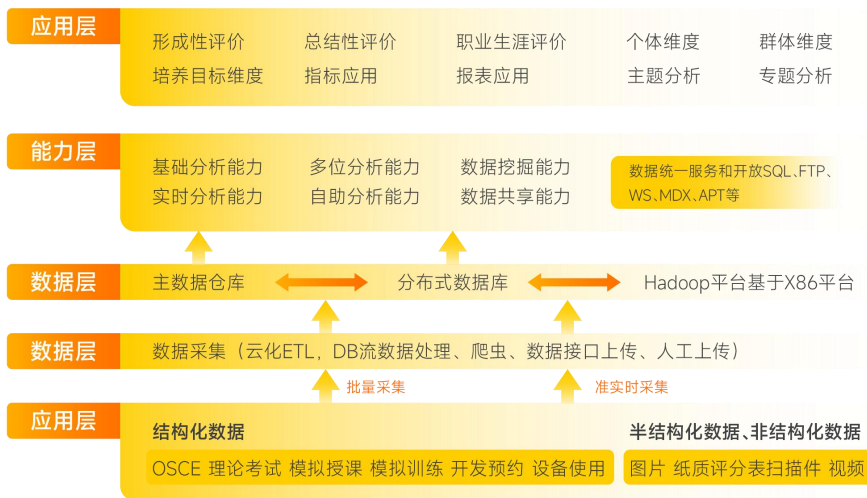 应用层
形成性评价 总结性评价 职业生涯评价 个体维度 群体维度
培养目标维度 指标应用 报表应用 主题分析 专题分析
能力层
基础分析能力 多位分析能力 数据挖掘能力
实时分析能力 自助分析能力 数据共享能力
数据统一服务和开放SQL、FTP、
WS、MDX、APT等
数据层
主数据仓库 分布式数据库 Hadoop平台基于X86平台
数据层
数据采集（云化ETL，DB流数据处理、爬虫、数据接口上传、人工上传）
批量采集 准实时采集
应用层
结构化数据 半结构化数据、非结构化数据
OSCE 理论考试 模拟授课 模拟训练 开发预约 设备使用 图片 纸质评分表扫描件 视频